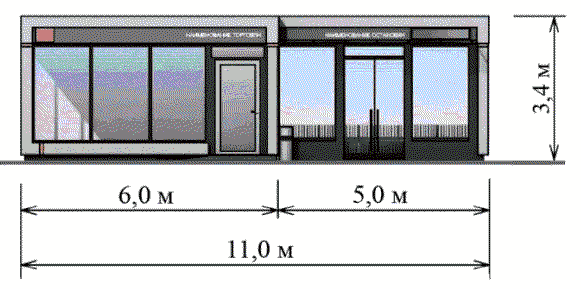 НАИМЕНОВАНИЕ ТОРГОВЛИ
НАИМЕНОВАНИЕ ОСТАНОВКИ
3,4 м
6,0 м
5,0 м
11,0 м